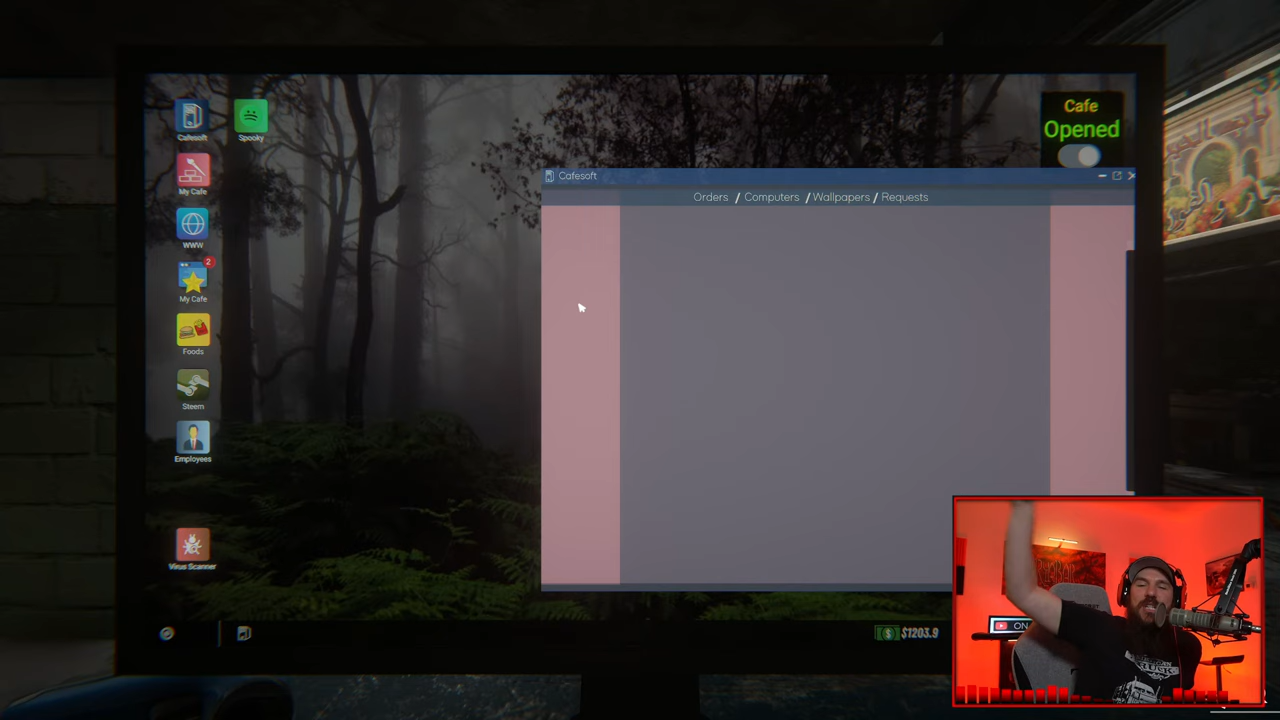 Cafesoft
Spooky
My Cafe
WWW
2
My Cafe
Foods
Steem
Employees
Virus Scanner
Cafe
Opened
Cafesoft
Orders / Computers / Wallpapers / Requests
$1203.9
ON